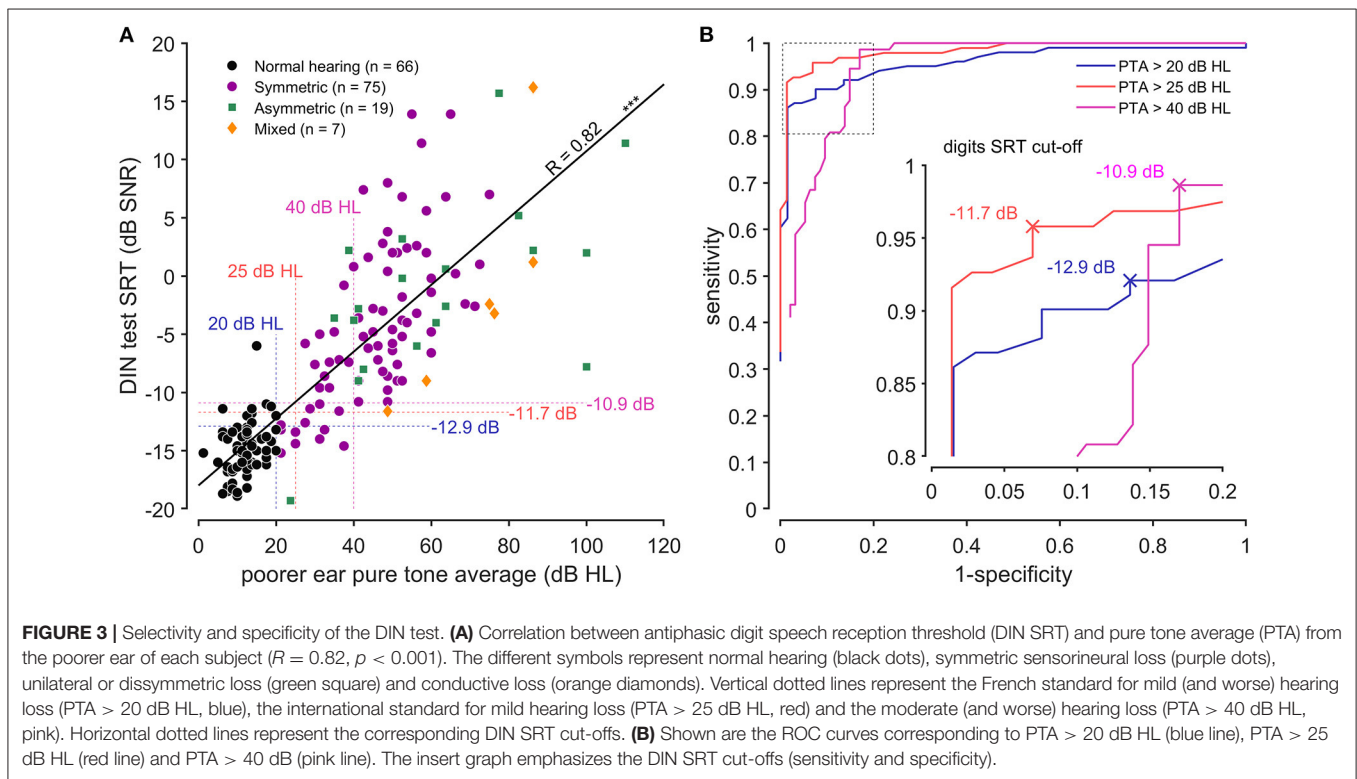 A
20
15
10
5
0
-5
-10
-15
-20
DIN test SRT (dB SNR)
Normal hearing (n = 66)
Symmetric (n = 75)
Asymmetric (n = 19)
Mixed (n = 7)
R = 0.82
***
40 dB HL
25 dB HL
20 dB HL
-10.9 dB
-11.7 dB
-12.9 dB
0 20 40 60 80 100 120
poorer ear pure tone average (dB HL)
B
1
0.9
0.8
0.7
0.6
0.5
0.4
0.3
0.2
0.1
0
sensitivity
PTA > 20 dB HL
PTA > 25 dB HL
PTA > 40 dB HL
digits SRT cut-off
1
0.95
0.9
0.85
0.8
-10.9 dB
-11.7 dB
-12.9 dB
0 0.05 0.1 0.15 0.2
0 0.2 0.4 0.6 0.8 1
1-specificity
FIGURE 3 | Selectivity and specificity of the DIN test. (A) Correlation between antiphasic digit speech reception threshold (DIN SRT) and pure tone average (PTA) from
the poorer ear of each subject (R = 0.82, p < 0.001). The different symbols represent normal hearing (black dots), symmetric sensorineural loss (purple dots),
unilateral or dissymmetric loss (green square) and conductive loss (orange diamonds). Vertical dotted lines represent the French standard for mild (and worse) hearing
loss (PTA > 20 dB HL, blue), the international standard for mild hearing loss (PTA > 25 dB HL, red) and the moderate (and worse) hearing loss (PTA > 40 dB HL,
pink). Horizontal dotted lines represent the corresponding DIN SRT cut-offs. (B) Shown are the ROC curves corresponding to PTA > 20 dB HL (blue line), PTA > 25
dB HL (red line) and PTA > 40 dB (pink line). The insert graph emphasizes the DIN SRT cut-offs (sensitivity and specificity).